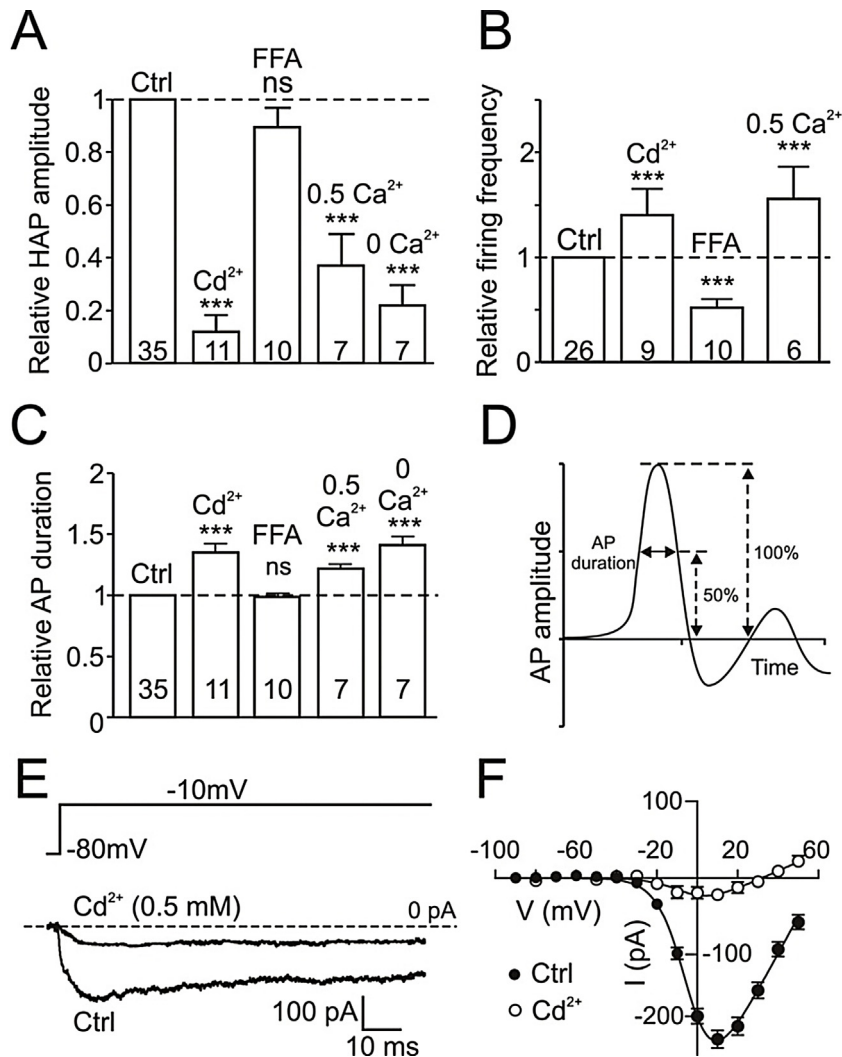 A
Relative HAP amplitude
1
0.8
0.6
0.4
0.2
0
Ctrl
Cd²⁺
***
FFA
ns
0.5 Ca²⁺
***
0 Ca²⁺
***
35
11
10
7
7
B
Relative firing frequency
2
1
0
Ctrl
Cd²⁺
***
FFA
***
0.5 Ca²⁺
***
26
9
10
6
C
Relative AP duration
2
1.5
1
0.5
0
Ctrl
Cd²⁺
***
FFA
ns
0.5
Ca²⁺
***
0
Ca²⁺
***
35
11
10
7
7
D
AP amplitude
AP
duration
50%
100%
Time
E
-10mV
-80mV
Cd²⁺ (0.5 mM)
0 pA
Ctrl
100 pA
10 ms
F
100
-100
-60
-20
20
60
V (mV)
I (pA)
-100
-200
Ctrl
Cd²⁺